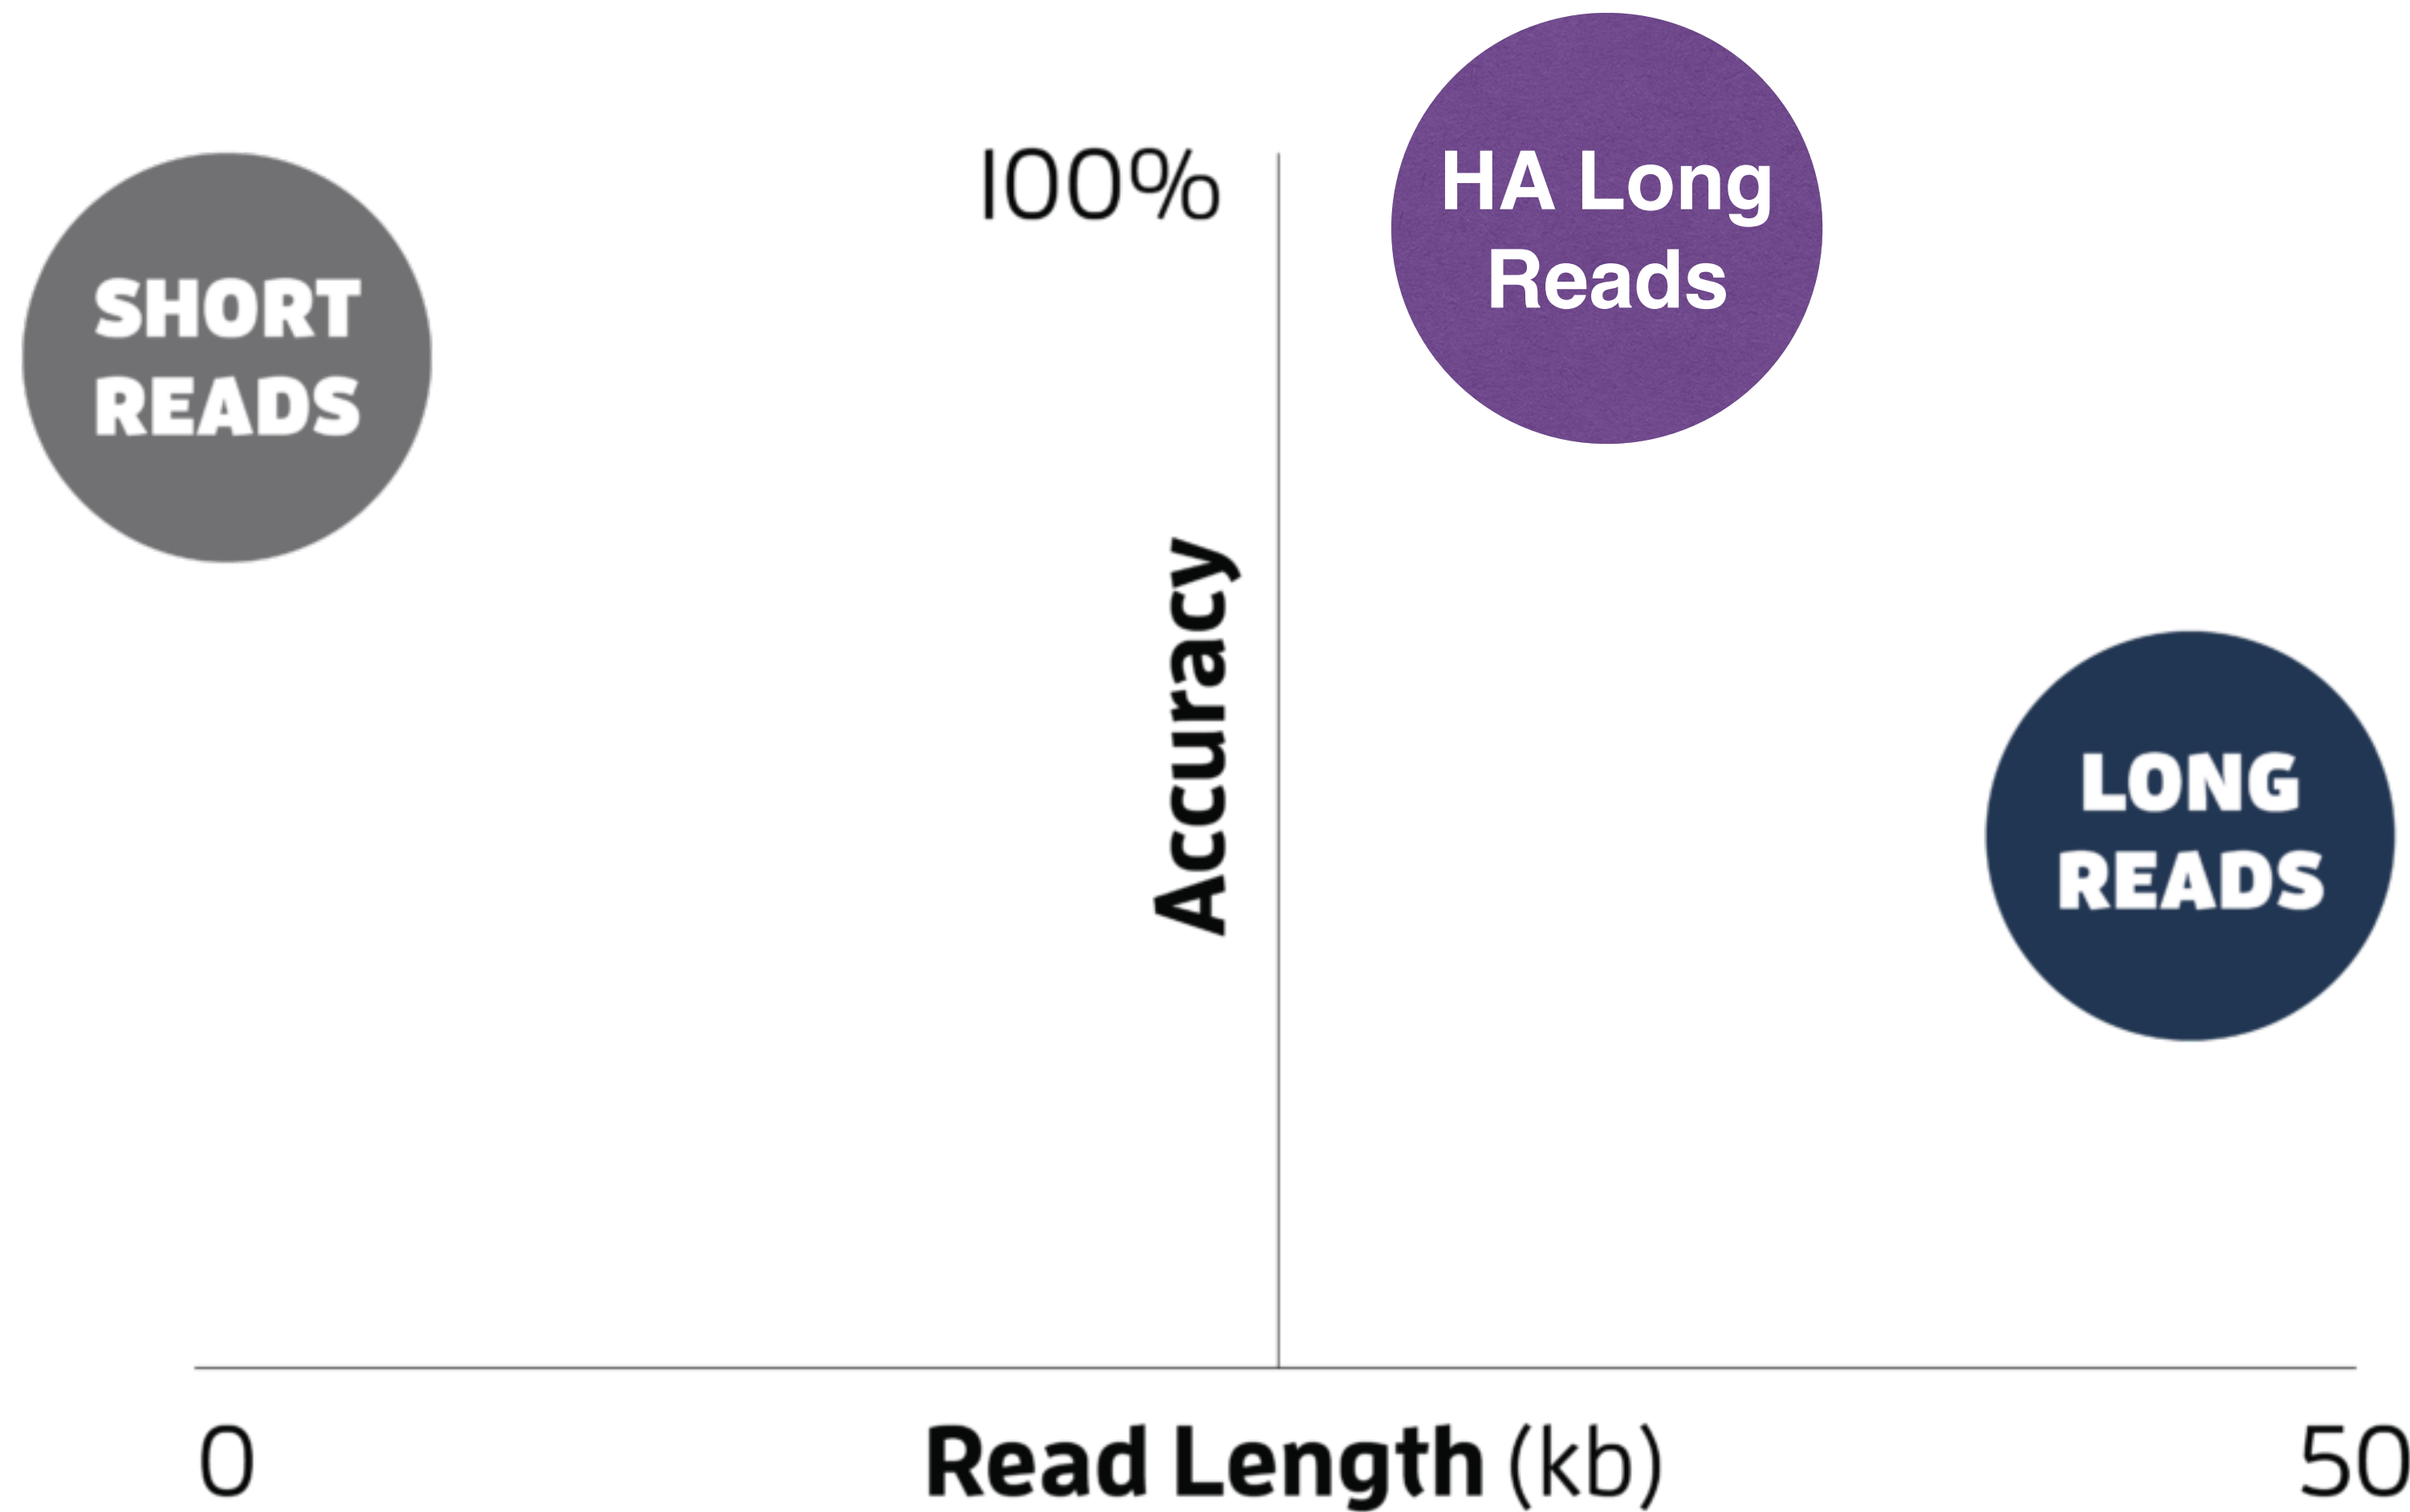 100%
HA Long
Reads
SHORT
READS
Accuracy
LONG
READS
0
Read Length (kb)
50